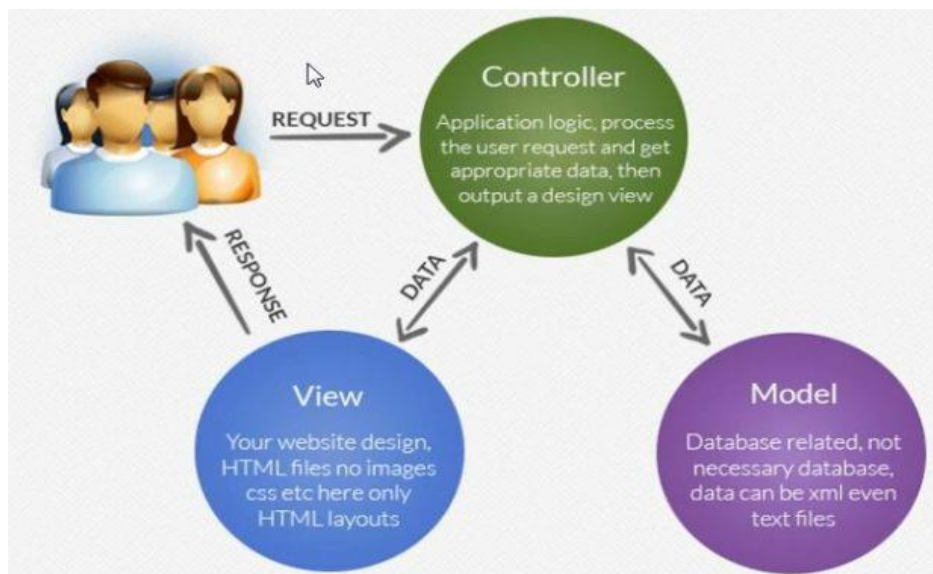 REQUEST
Controller
Application logic, process
the user request and get
appropriate data, then
output a design view
RESPONSE
DATA
DATA
View
Your website design,
HTML files no images
css etc here only
HTML layouts
Model
Database related, not
necessary database,
data can be xml even
text files